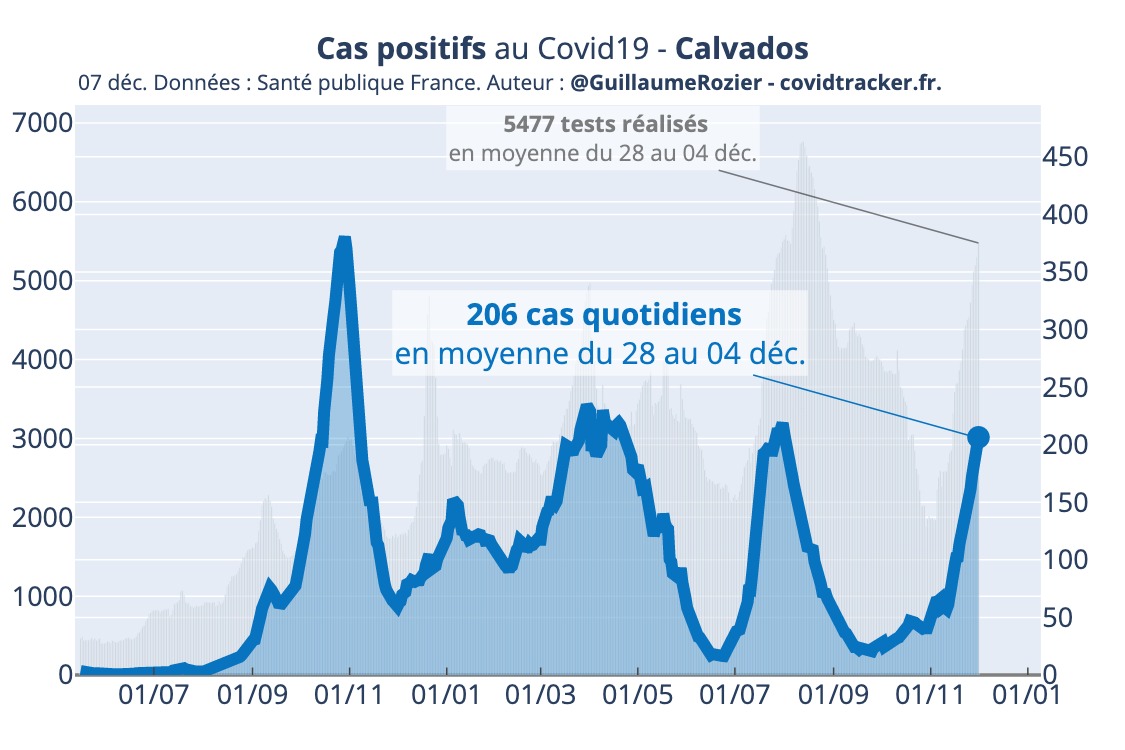 Cas positifs au Covid19 - Calvados
07 déc. Données : Santé publique France. Auteur : @GuillaumeRozier - covidtracker.fr.
5477 tests réalisés
en moyenne du 28 au 04 déc.
206 cas quotidiens
en moyenne du 28 au 04 déc.
7000
6000
5000
4000
3000
2000
1000
0
450
400
350
300
250
200
150
100
50
0
01/07 01/09 01/11 01/01 01/03 01/05 01/07 01/09 01/11 01/01